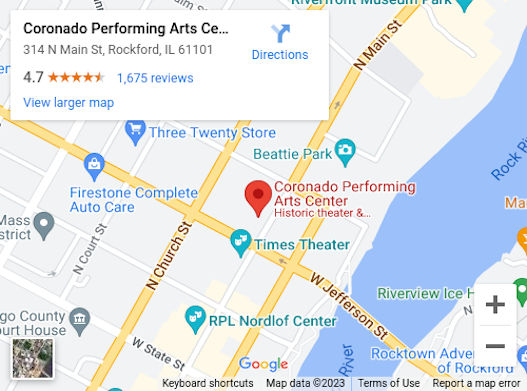 Riverfront Museum Park
Coronado Performing Arts Ce...
314 N Main St, Rockford, IL 61101
4.7
1,675 reviews
View larger map
Directions
N Main St
Three Twenty Store
Beattie Park
Rock
Firestone Complete
Auto Care
Coronado Performing
Arts Center
Historic theater &...
Mass
District
N Court St
N Church St
Times Theater
W Jefferson St
Riverview Ice H
RPL Nordlof Center
go County
ourt House
W State St
River
Rocktown Adven
of Rockford
Google
Keyboard shortcuts
Map data ©2023
Terms of Use
Report a map error